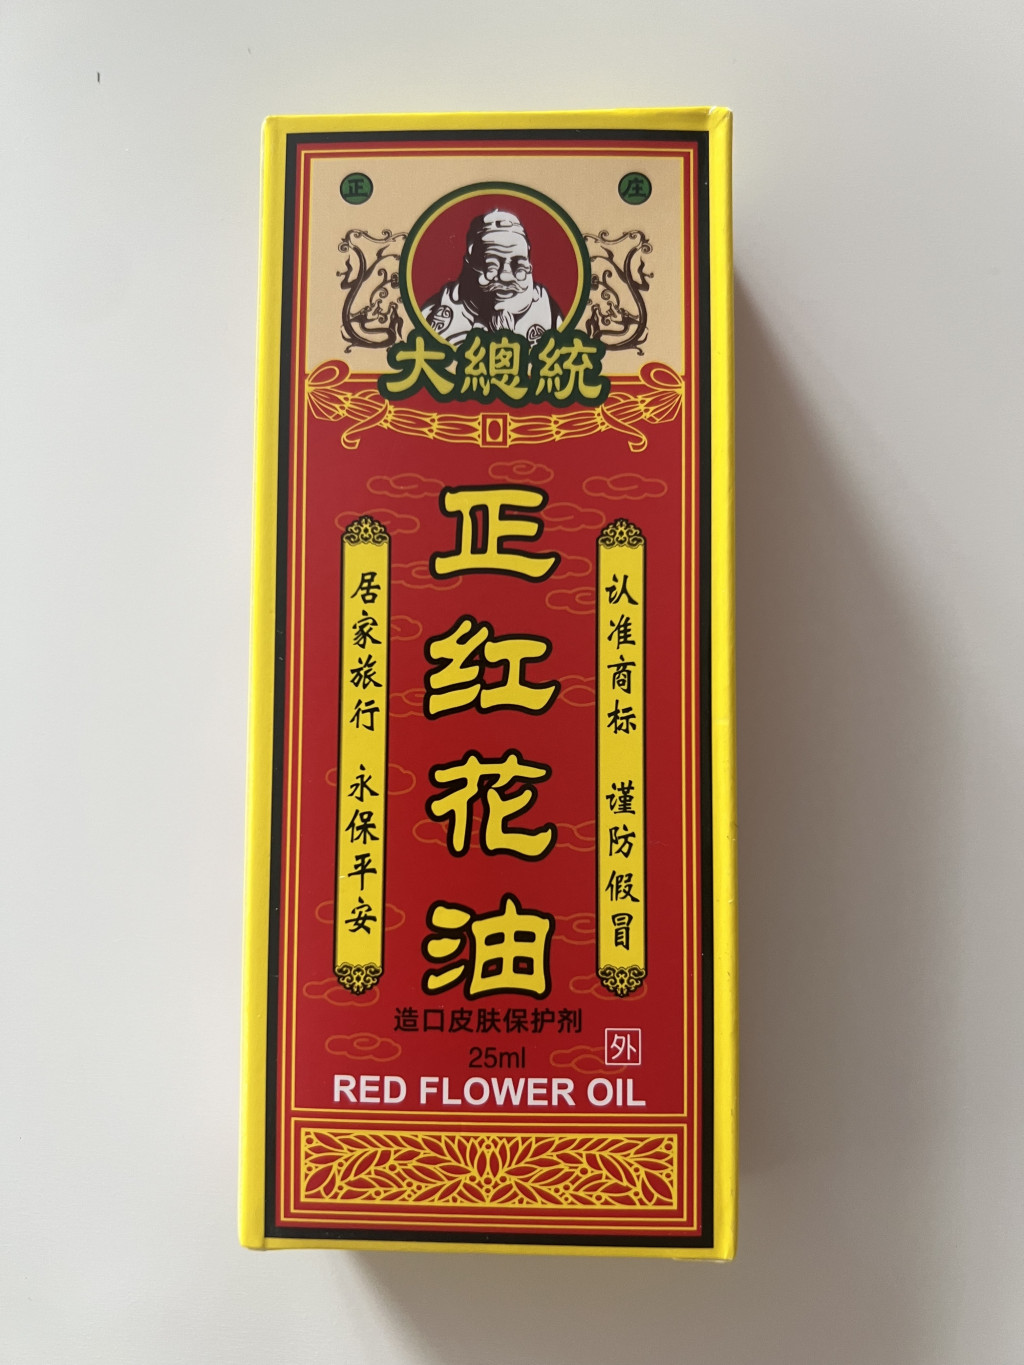 正
庄
大總統
正红花油
认准商标 谨防假冒
居家旅行 永保平安
造口皮肤保护剂
25ml
外
RED FLOWER OIL